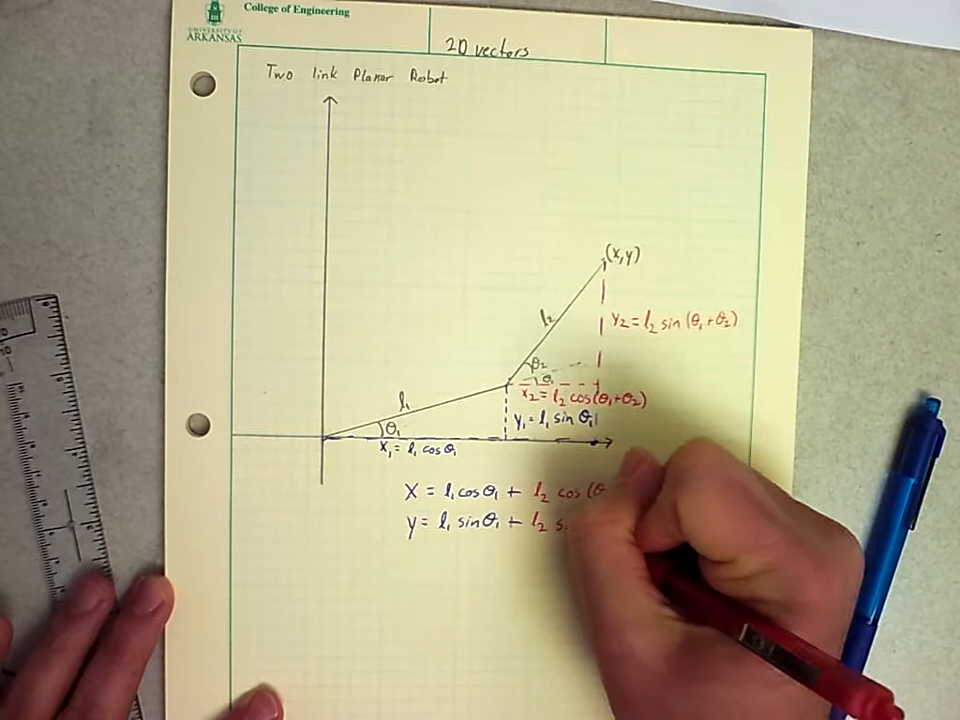 College of Engineering
UNIVERSITY OF
ARKANSAS
2D vectors
Two link Planar Robot
(x,y)
l₂
y₂ = l₂ sin (θ₁ + θ₂)
θ₂
θ₁
x₂ = l₂ cos(θ₁+θ₂)
l₁
y₁ = l₁ sin θ₁
θ₁
x₁ = l₁ cos θ₁
X = l₁ cos θ₁ + l₂ cos (θ
y = l₁ sin θ₁ + l₂ s